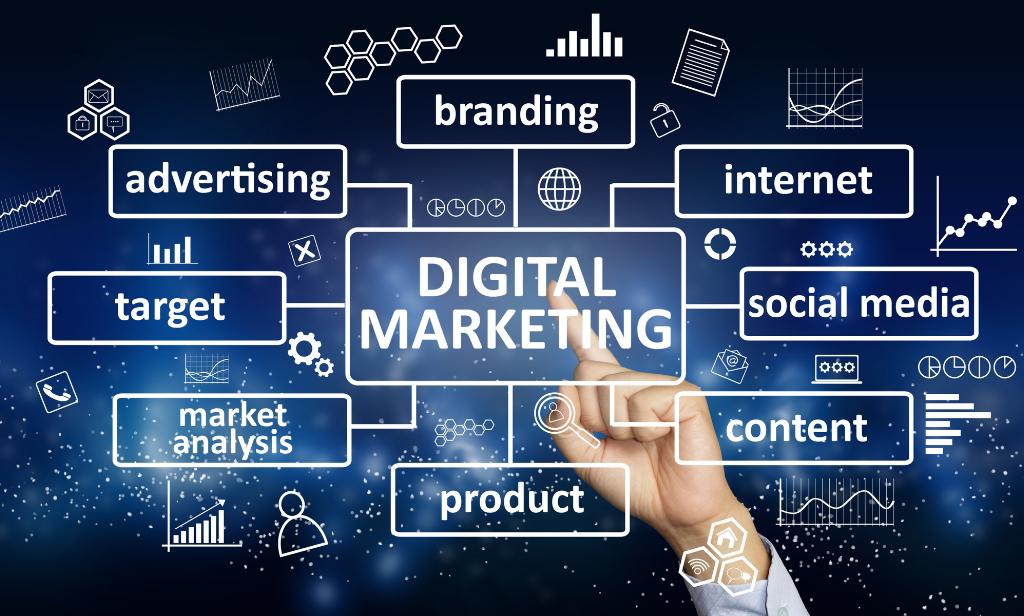 branding
advertising
internet
DIGITAL
MARKETING
target
social media
market
analysis
content
product